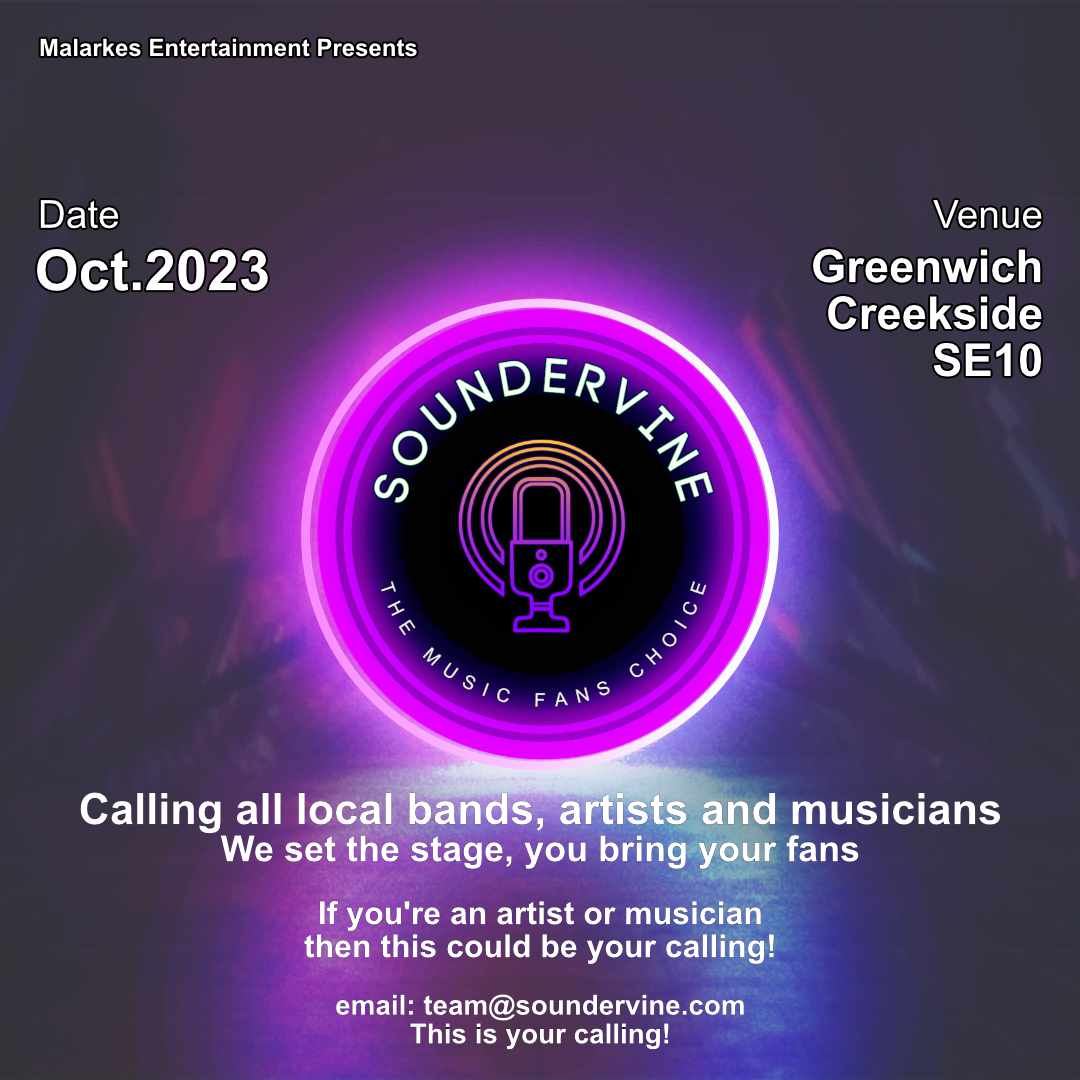 Malarkes Entertainment Presents
Date
Oct.2023
Venue
Greenwich
Creekside
SE10
SOUNDERVINE
THE MUSIC FANS CHOICE
Calling all local bands, artists and musicians
We set the stage, you bring your fans
If you're an artist or musician
then this could be your calling!
email: team@soundervine.com
This is your calling!